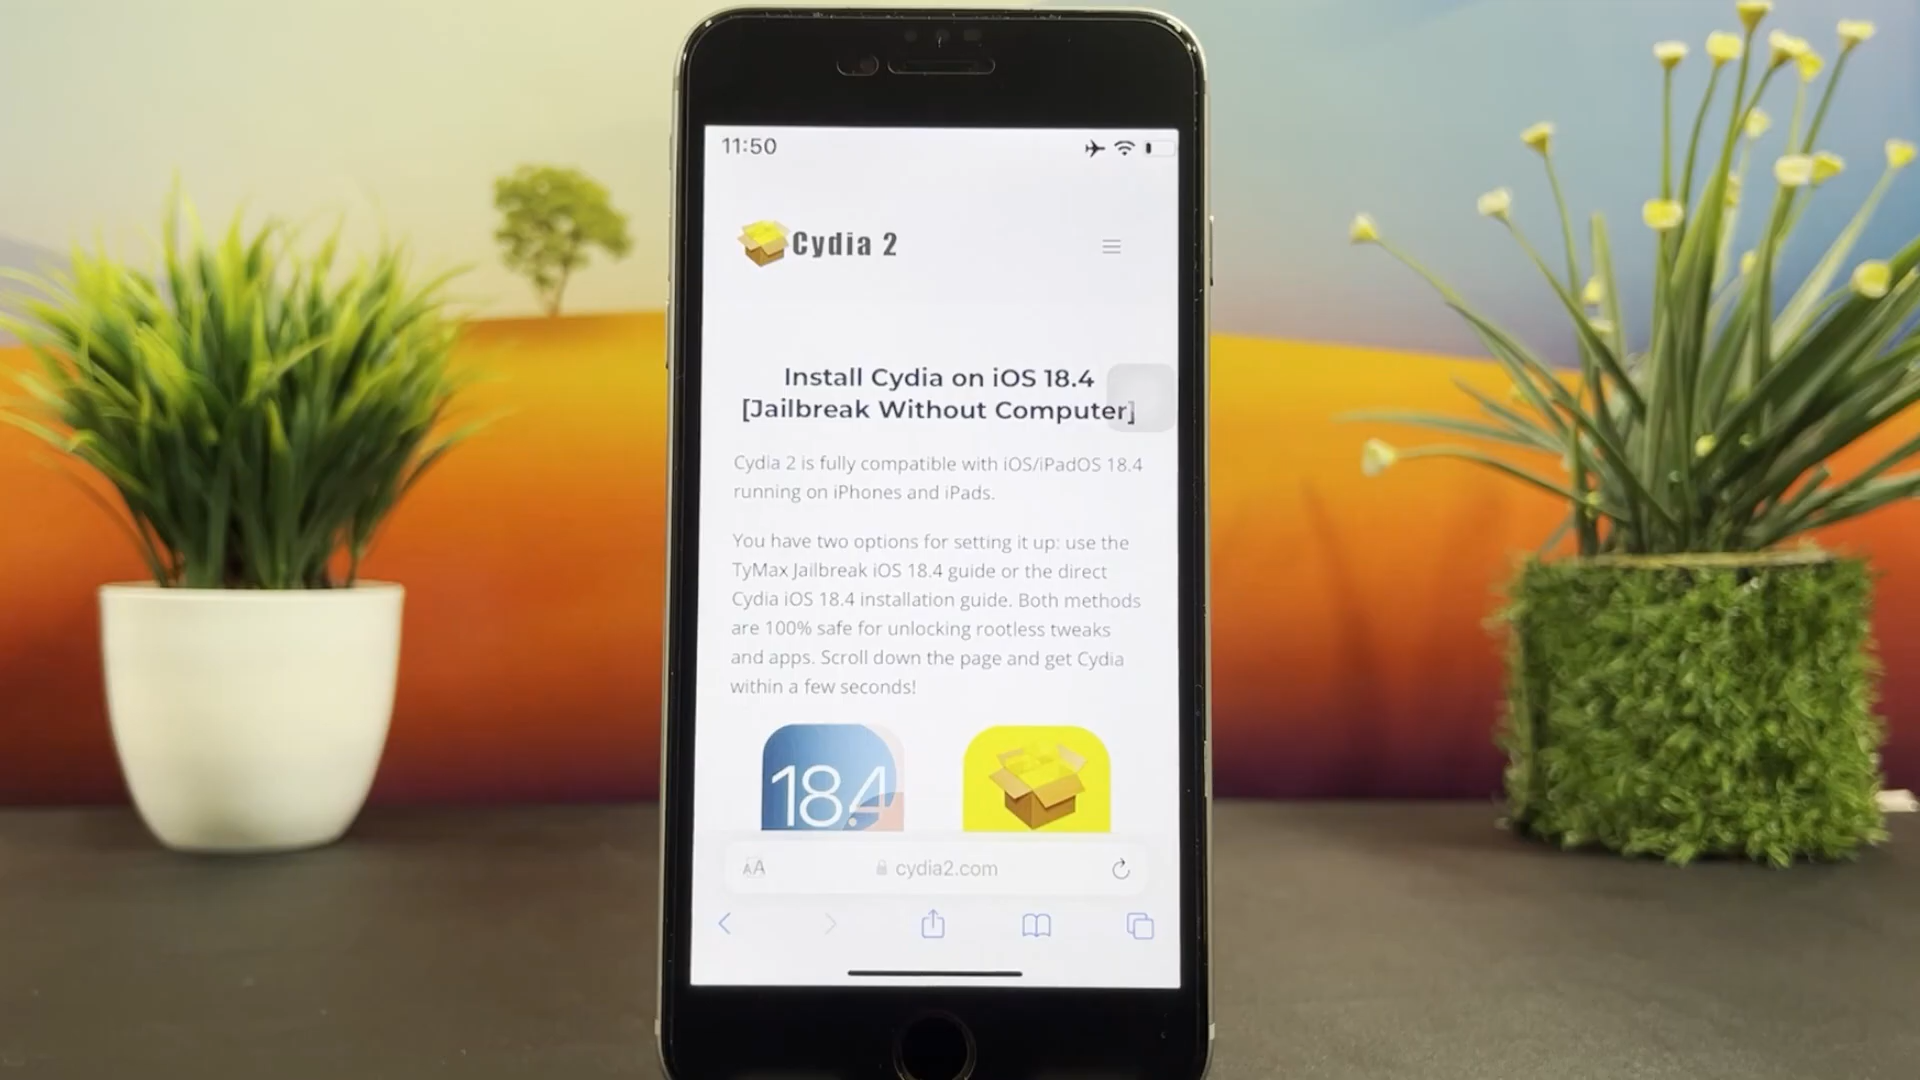 11:50
Cydia 2
Install Cydia on iOS 18.4
[Jailbreak Without Computer]
Cydia 2 is fully compatible with iOS/iPadOS 18.4
running on iPhones and iPads.
You have two options for setting it up: use the
TyMax Jailbreak iOS 18.4 guide or the direct
Cydia iOS 18.4 installation guide. Both methods
are 100% safe for unlocking rootless tweaks
and apps. Scroll down the page and get Cydia
within a few seconds!
18.4
AA cydia2.com